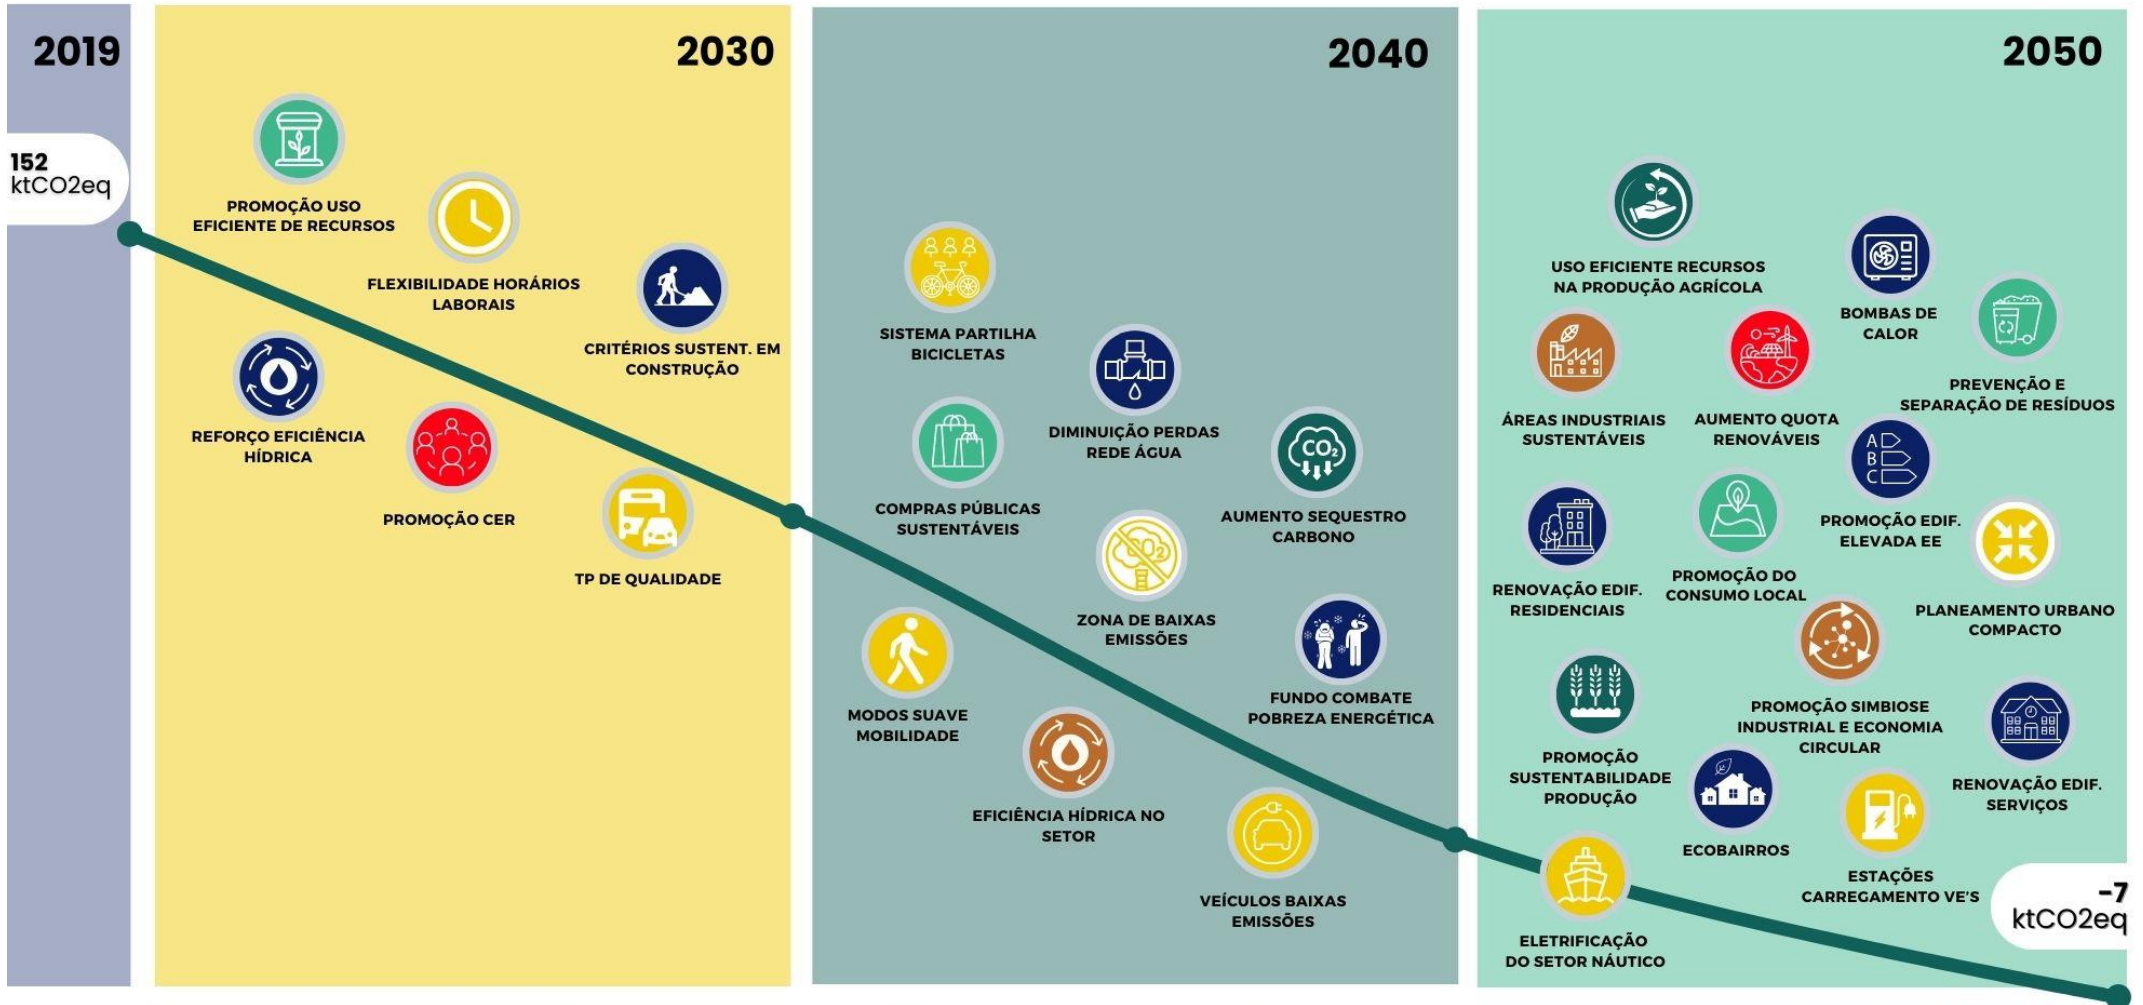 2019
152
ktCO2eq
2030
PROMOÇÃO USO
EFICIENTE DE RECURSOS
FLEXIBILIDADE HORÁRIOS
LABORAIS
CRITÉRIOS SUSTENT. EM
CONSTRUÇÃO
REFORÇO EFICIÊNCIA
HÍDRICA
PROMOÇÃO CER
TP DE QUALIDADE
2040
SISTEMA PARTILHA
BICICLETAS
DIMINUIÇÃO PERDAS
REDE ÁGUA
COMPRAS PÚBLICAS
SUSTENTÁVEIS
CO2
AUMENTO SEQUESTRO
CARBONO
CO2
ZONA DE BAIXAS
EMISSÕES
MODOS SUAVE
MOBILIDADE
FUNDO COMBATE
POBREZA ENERGÉTICA
EFICIÊNCIA HÍDRICA NO
SETOR
VEÍCULOS BAIXAS
EMISSÕES
2050
USO EFICIENTE RECURSOS
NA PRODUÇÃO AGRÍCOLA
BOMBAS DE
CALOR
PREVENÇÃO E
SEPARAÇÃO DE RESÍDUOS
ÁREAS INDUSTRIAIS
SUSTENTÁVEIS
AUMENTO QUOTA
RENOVÁVEIS
A
B
C
PROMOÇÃO EDIF.
ELEVADA EE
RENOVAÇÃO EDIF.
RESIDENCIAIS
PROMOÇÃO DO
CONSUMO LOCAL
PLANEAMENTO URBANO
COMPACTO
PROMOÇÃO SIMBIOSE
INDUSTRIAL E ECONOMIA
CIRCULAR
PROMOÇÃO
SUSTENTABILIDADE
PRODUÇÃO
RENOVAÇÃO EDIF.
SERVIÇOS
ECOBAIRROS
ESTAÇÕES
CARREGAMENTO VE'S
ELETRIFICAÇÃO
DO SETOR NÁUTICO
-7
ktCO2eq